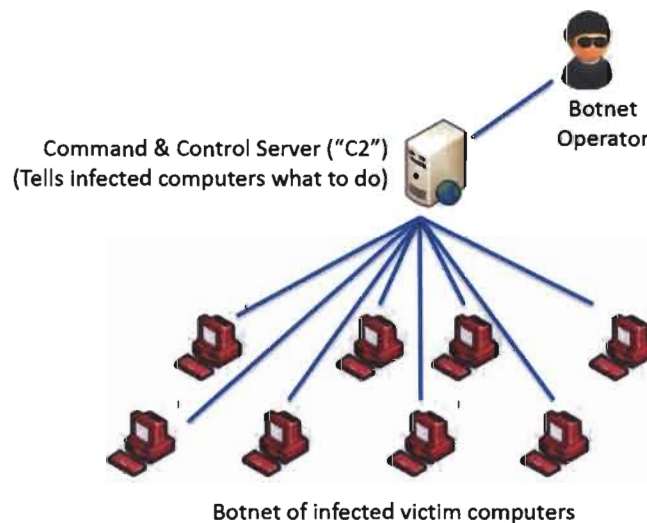 Botnet
Operator
Command & Control Server (“C2”)
(Tells infected computers what to do)
Botnet of infected victim computers